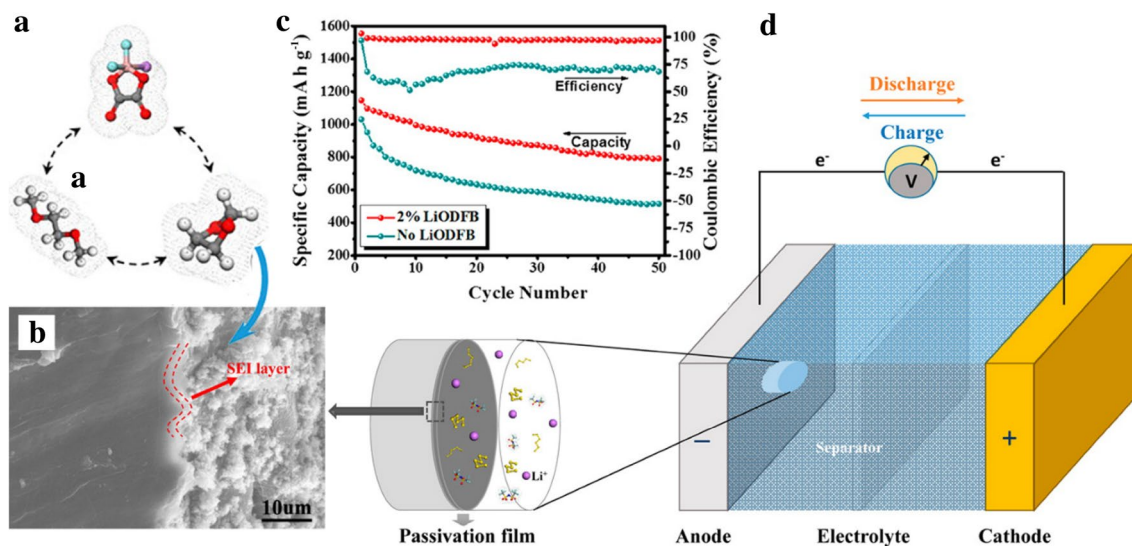 a
a
c
1600
1400
1200
1000
800
600
400
200
Specific Capacity (mA h g⁻¹)
100
75
50
25
0
-25
-50
-75
-100
Coulombic Efficiency (%)
Efficiency
Capacity
2% LiODFB
No LiODFB
0 10 20 30 40 50
Cycle Number
b
SEI layer
10um
Li⁺
Passivation film
d
Discharge
Charge
e⁻
V
e⁻
−
Separator
+
Anode
Electrolyte
Cathode